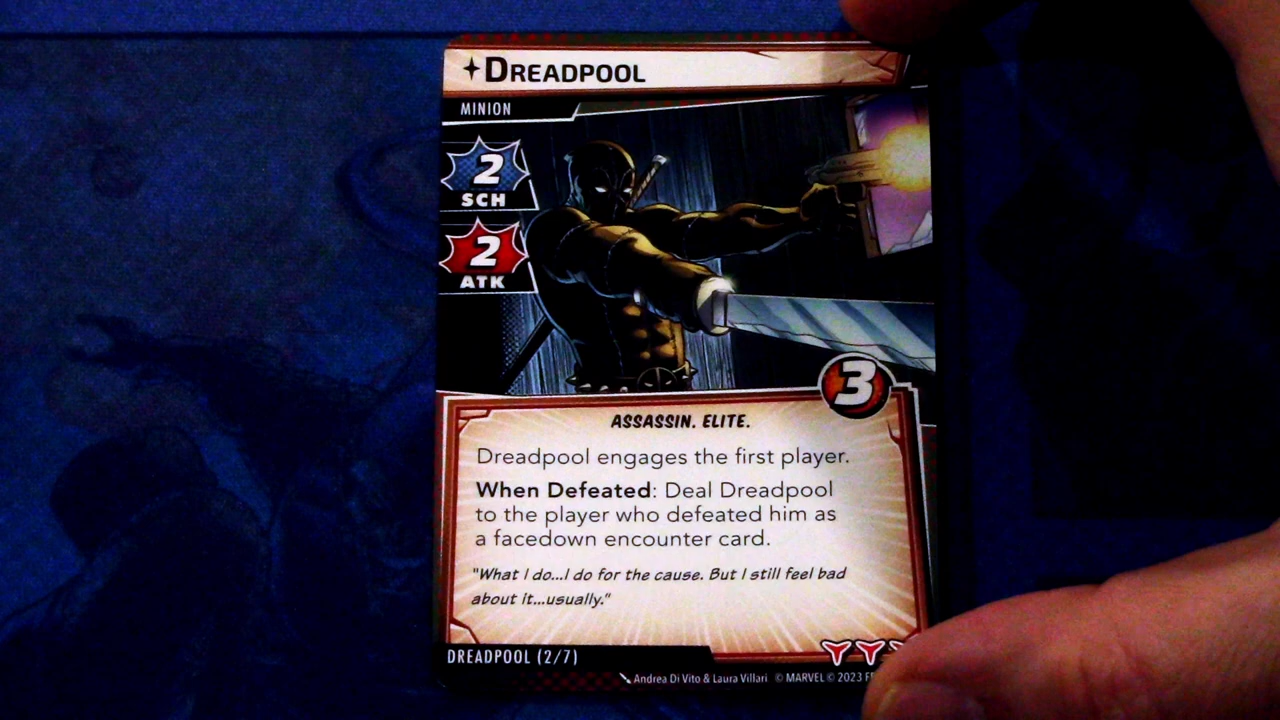 DREADPOOL
MINION
2
SCH
2
ATK
3
ASSASSIN. ELITE.
Dreadpool engages the first player.
When Defeated: Deal Dreadpool
to the player who defeated him as
a facedown encounter card.
"What I do...I do for the cause. But I still feel bad
about it...usually."
DREADPOOL (2/7)
Andrea Di Vito & Laura Villari © MARVEL © 2023